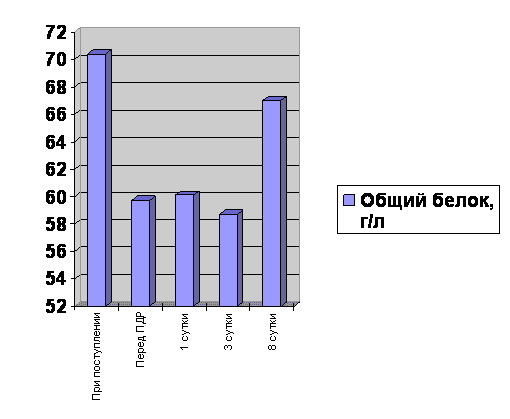 72
70
68
66
64
62
60
58
56
54
52
При поступлении
Перед ПДР
1 сутки
3 сутки
8 сутки
Общий белок,
г/л